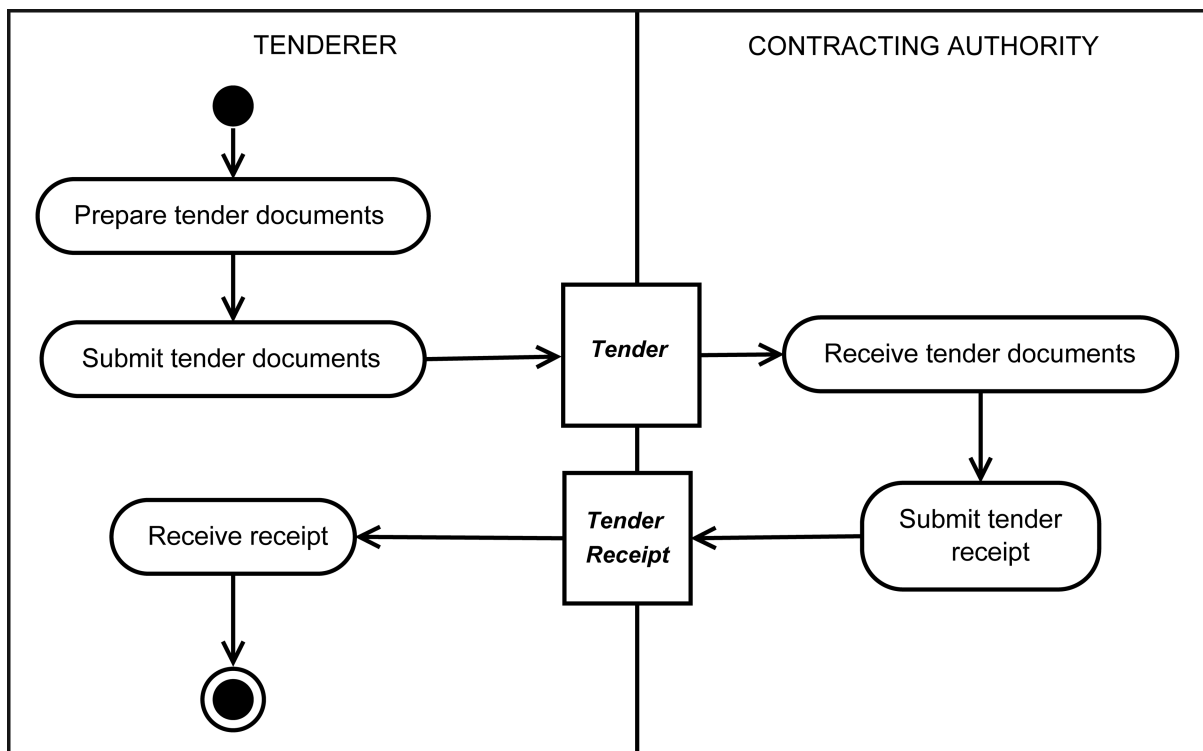 TENDERER
CONTRACTING AUTHORITY
Prepare tender documents
Submit tender documents
Tender
Receive tender documents
Submit tender
receipt
Tender
Receipt
Receive receipt